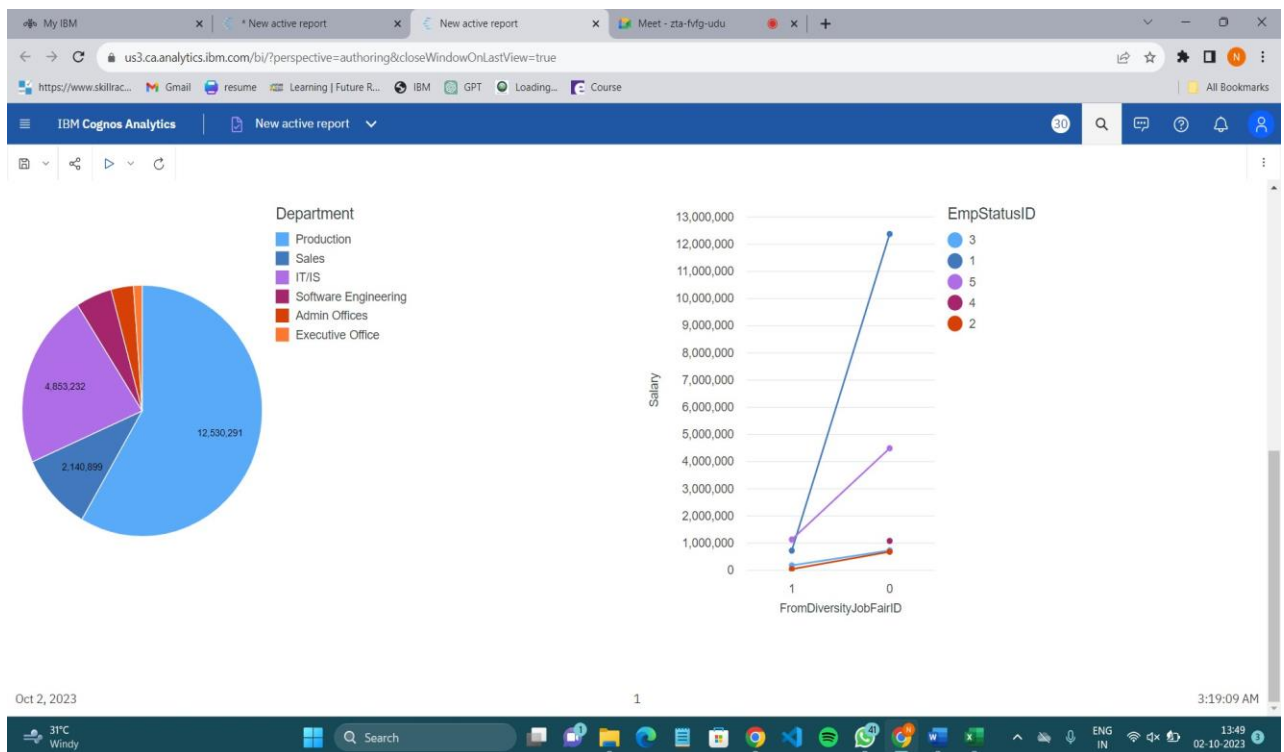 My IBM
* New active report
New active report
Meet - zta-fvfg-udu
us3.ca.analytics.ibm.com/bi/?perspective=authoring&closeWindowOnLastView=true
N
https://www.skillrac...
Gmail
resume
Learning | Future R...
IBM
GPT
Loading...
Course
All Bookmarks
IBM Cognos Analytics
New active report
30
Department
Production
Sales
IT/IS
Software Engineering
Admin Offices
Executive Office
4,853,232
12,530,291
2,140,899
13,000,000
12,000,000
11,000,000
10,000,000
9,000,000
8,000,000
7,000,000
6,000,000
5,000,000
4,000,000
3,000,000
2,000,000
1,000,000
0
Salary
1 0
FromDiversityJobFairID
EmpStatusID
3
1
5
4
2
Oct 2, 2023
1
3:19:09 AM
31°C
Windy
Search
1
41
ENG
IN
13:49
02-10-2023
3